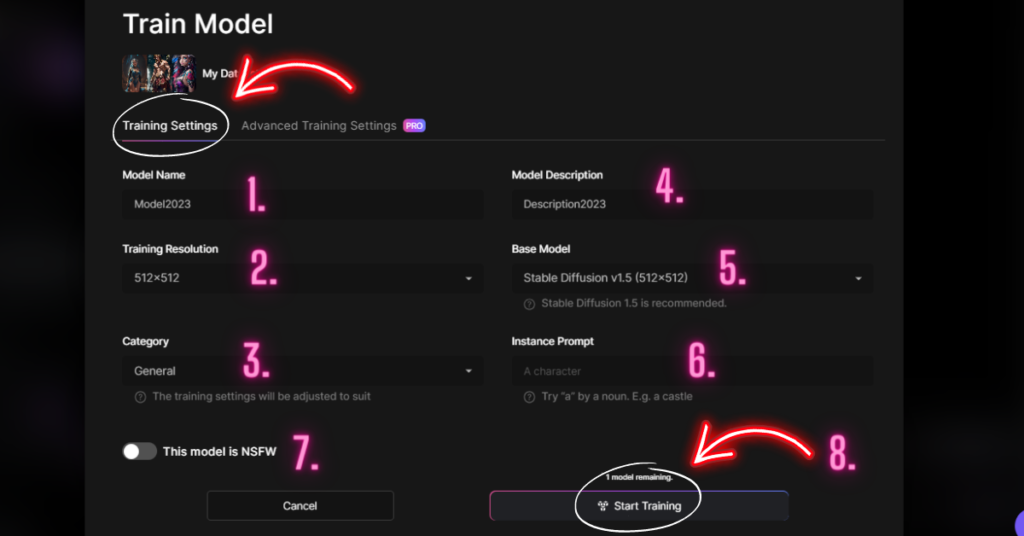 Train Model
My Dat
Training Settings
Advanced Training Settings PRO
Model Name
1.
Model2023
Model Description
4.
Description2023
Training Resolution
2.
512×512
Base Model
5.
Stable Diffusion v1.5 (512×512)
Stable Diffusion 1.5 is recommended.
Category
3.
General
The training settings will be adjusted to suit
Instance Prompt
6.
A character
Try "a" by a noun. E.g. a castle
This model is NSFW
7.
8.
1 model remaining.
Cancel
Start Training